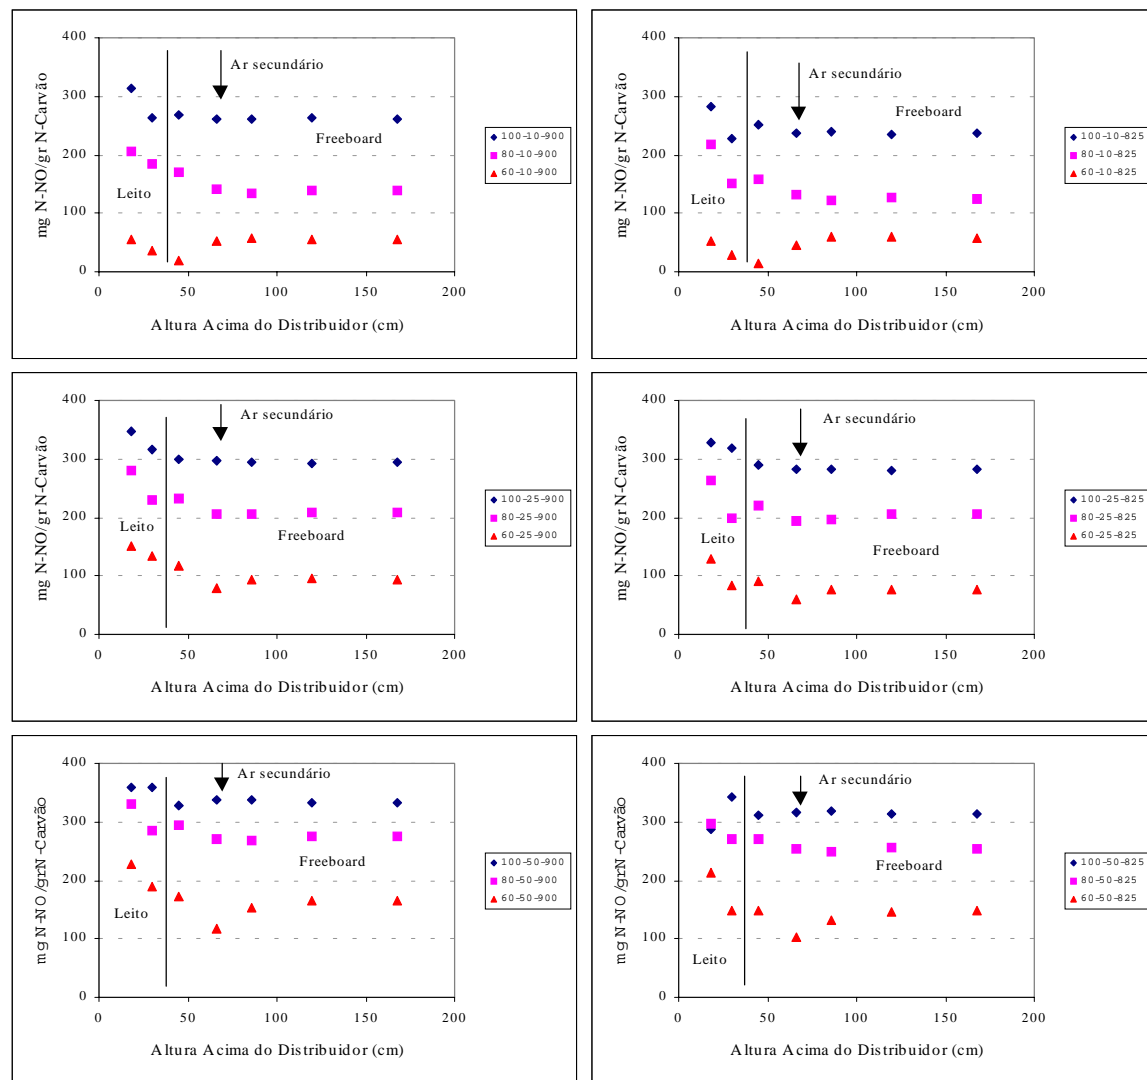 400
300
200
100
0
mg N-NO/gr N-Carvão
Ar secundário
Freeboard
Leito
0 50 100 150 200
Altura Acima do Distribuidor (cm)
100-10-900
80-10-900
60-10-900
400
300
200
100
0
mg N-NO/gr N-Carvão
Ar secundário
Freeboard
Leito
0 50 100 150 200
Altura Acima do Distribuidor (cm)
100-10-825
80-10-825
60-10-825
400
300
200
100
0
mg N-NO/gr N-Carvão
Ar secundário
Leito
Freeboard
0 50 100 150 200
Altura Acima do Distribuidor (cm)
100-25-900
80-25-900
60-25-900
400
300
200
100
0
mg N-NO/gr N-Carvão
Ar secundário
Leito
Freeboard
0 50 100 150 200
Altura Acima do Distribuidor (cm)
100-25-825
80-25-825
60-25-825
400
300
200
100
0
mg N-NO/gr N-Carvão
Ar secundário
Freeboard
Leito
0 50 100 150 200
Altura Acima do Distribuidor (cm)
100-50-900
80-50-900
60-50-900
400
300
200
100
0
mg N-NO/gr N-Carvão
Ar secundário
Freeboard
Leito
0 50 100 150 200
Altura Acima do Distribuidor (cm)
100-50-825
80-50-825
60-50-825